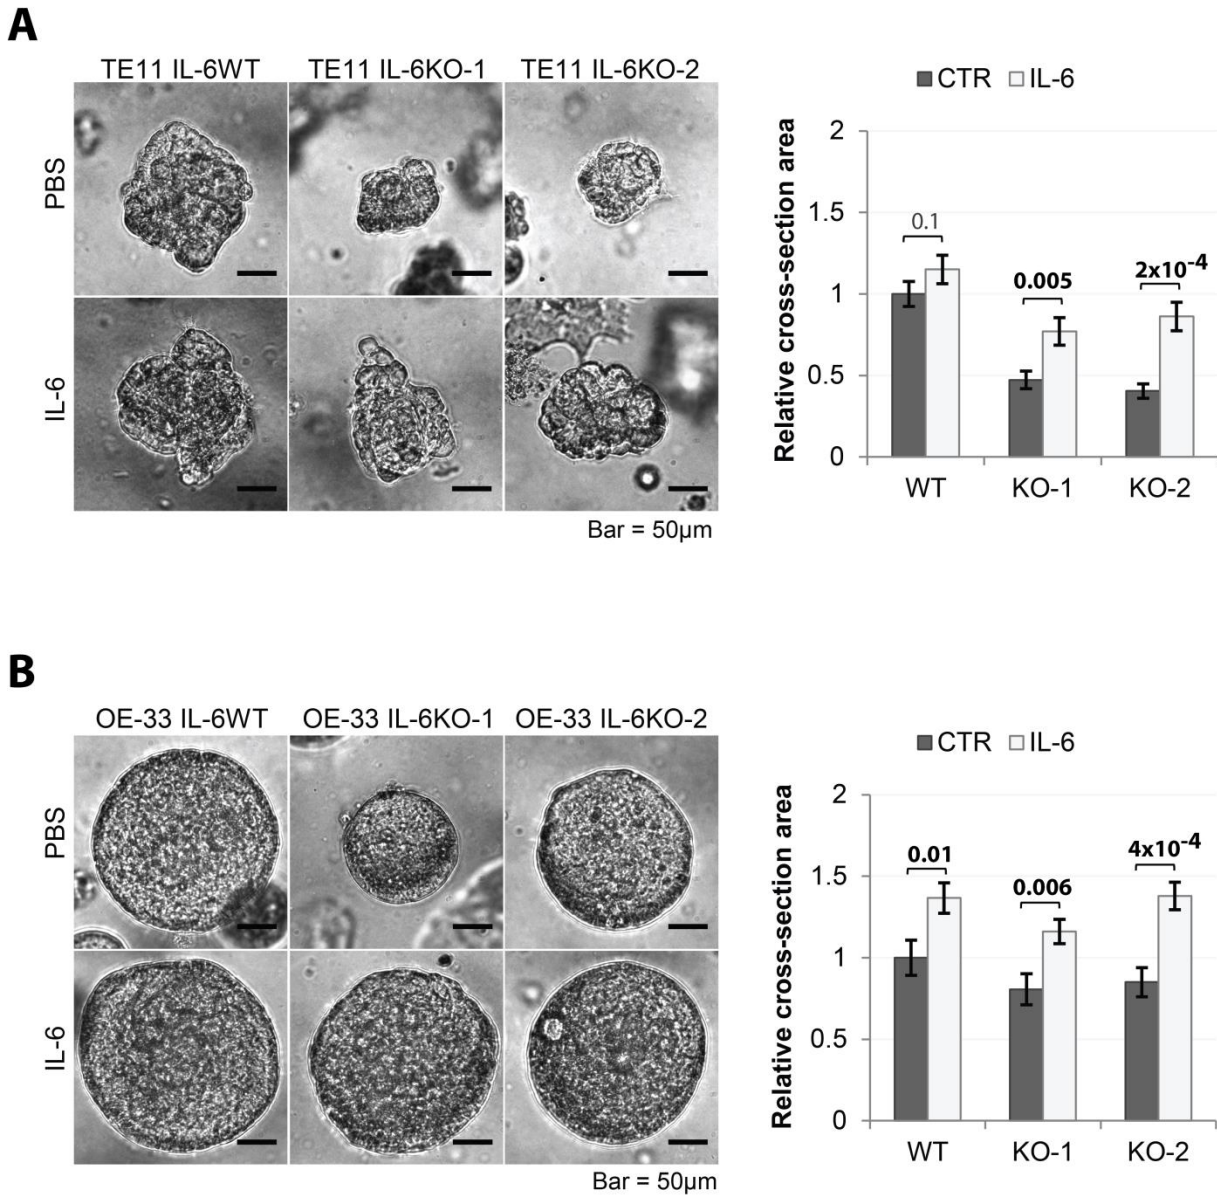 A
TE11 IL-6WT TE11 IL-6KO-1 TE11 IL-6KO-2
PBS
IL-6
Bar = 50µm
CTR IL-6
Relative cross-section area
2
1.5
1
0.5
0
0.1
0.005
2x10-4
WT KO-1 KO-2
B
OE-33 IL-6WT OE-33 IL-6KO-1 OE-33 IL-6KO-2
PBS
IL-6
Bar = 50µm
CTR IL-6
Relative cross-section area
2
1.5
1
0.5
0
0.01
0.006
4x10-4
WT KO-1 KO-2